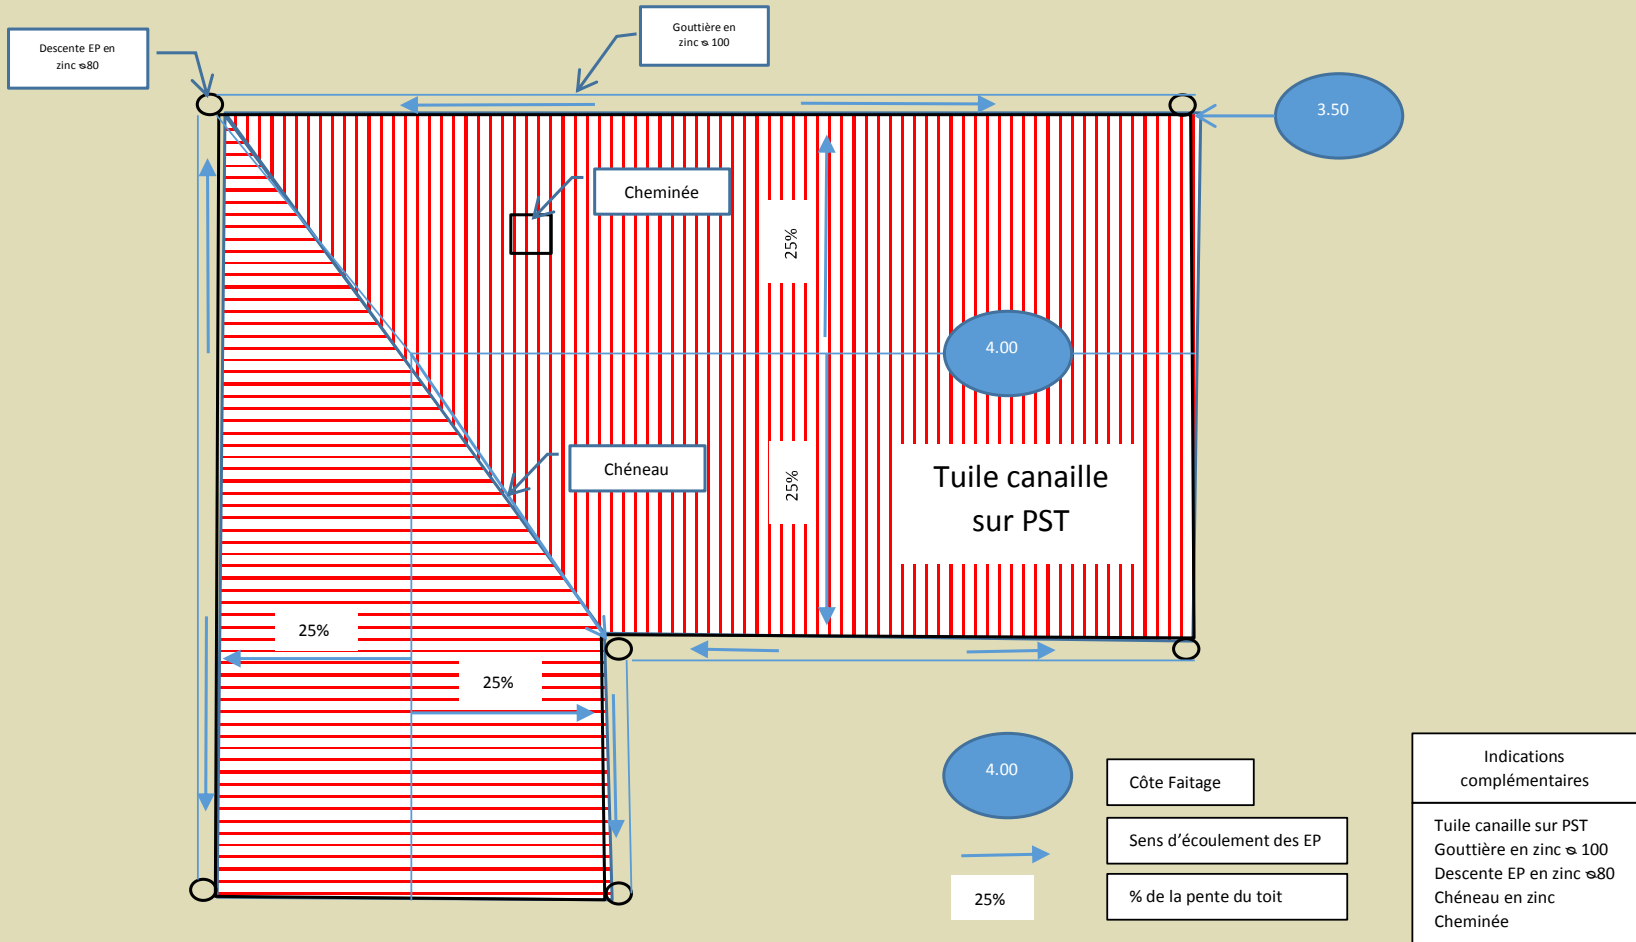 Gouttière en
zinc ⦰ 100
Descente EP en
zinc ⦰80
3.50
Cheminée
25%
4.00
Chéneau
25%
Tuile canaille
sur PST
25%
25%
4.00
Côte Faitage
Sens d’écoulement des EP
25%
% de la pente du toit
Indications
complémentaires
Tuile canaille sur PST
Gouttière en zinc ⦰ 100
Descente EP en zinc ⦰80
Chéneau en zinc
Cheminée